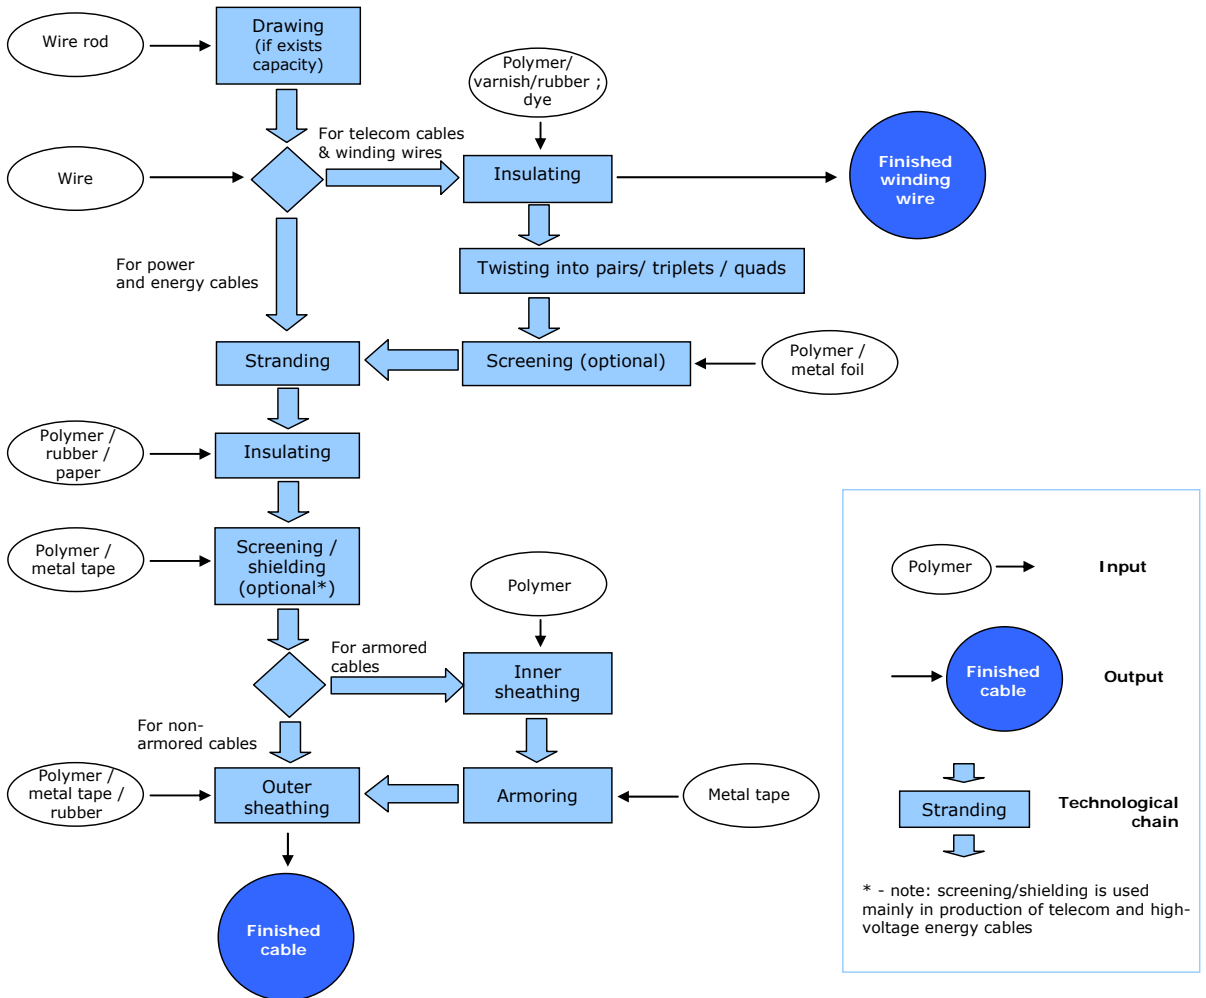 Wire rod
Drawing
(if exists
capacity)
Polymer/
varnish/rubber ;
dye
For telecom cables
& winding wires
Wire
Insulating
Finished
winding
wire
For power
and energy cables
Twisting into pairs/ triplets / quads
Stranding
Screening (optional)
Polymer /
metal foil
Polymer /
rubber /
paper
Insulating
Polymer /
metal tape
Screening /
shielding
(optional*)
Polymer
For armored
cables
Inner
sheathing
For non-
armored cables
Polymer /
metal tape /
rubber
Outer
sheathing
Armoring
Metal tape
Finished
cable
Polymer
Input
Finished
cable
Output
Stranding
Technological
chain
* - note: screening/shielding is used
mainly in production of telecom and high-
voltage energy cables